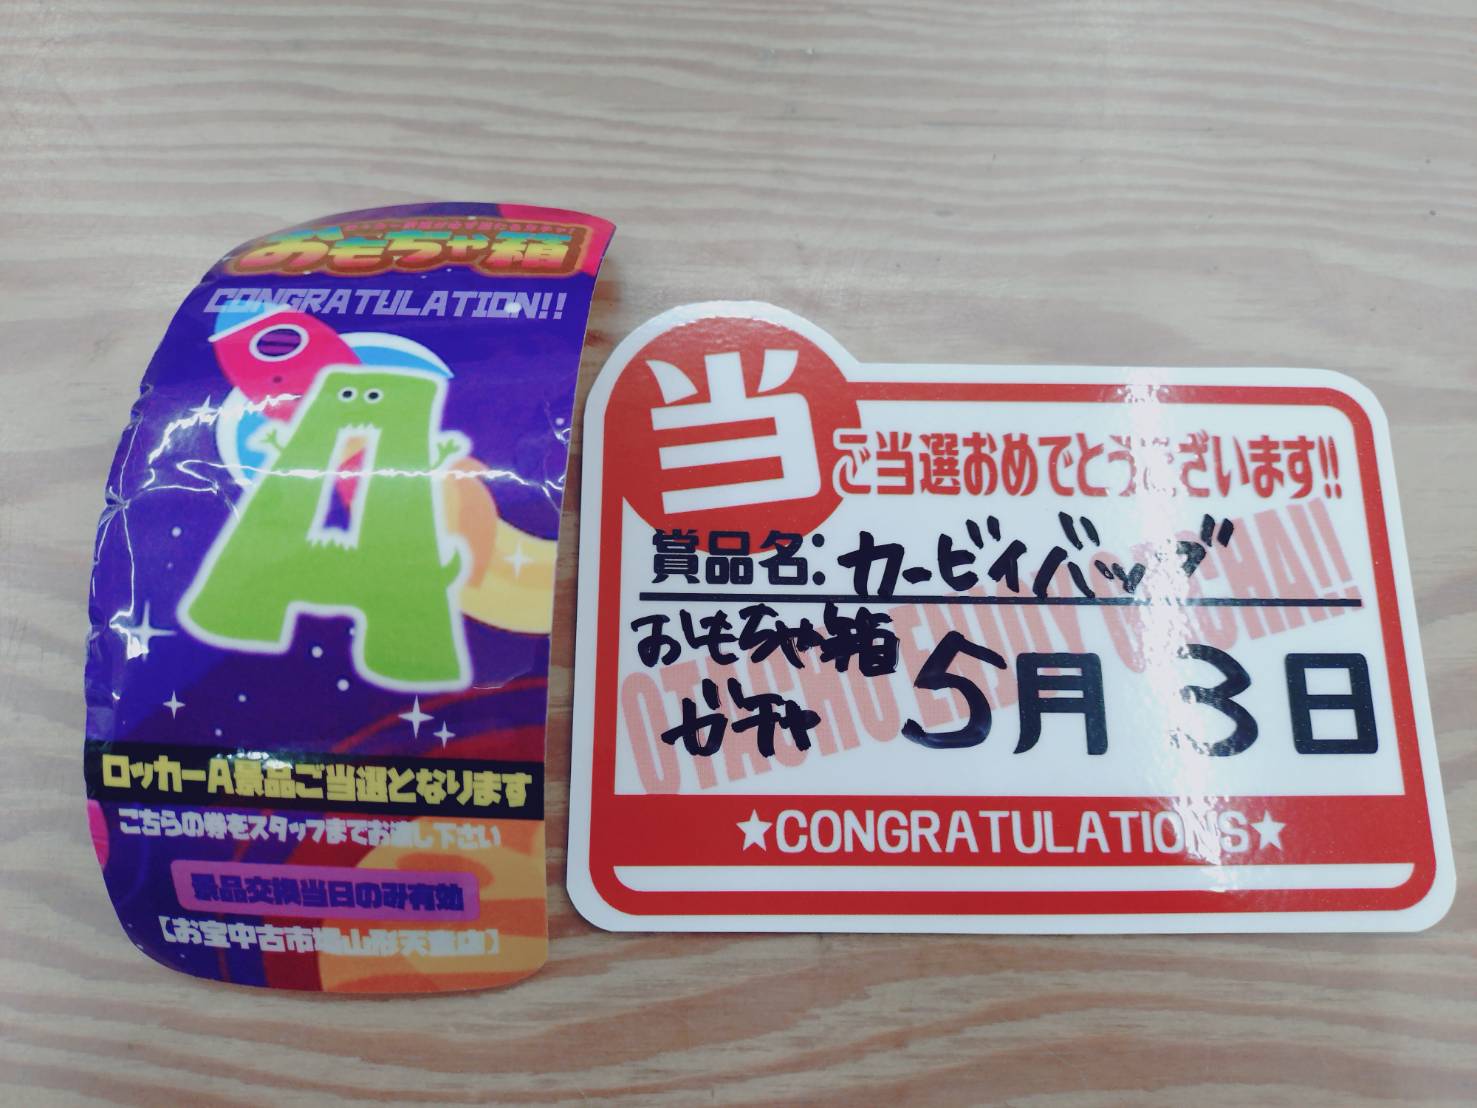 おもちゃ箱
CONGRATULATION!!
A
ロッカーA景品ご当選となります
こちらの券をスタッフまでお渡し下さい
景品交換当日のみ有効
【お宝中古市場山形天童店】
当
ご当選おめでとうございます!!
賞品名:カービィバッグ
おもちゃ箱
ガチャ
5月3日
OTACHU ENJOY GACHA!!
★CONGRATULATIONS★